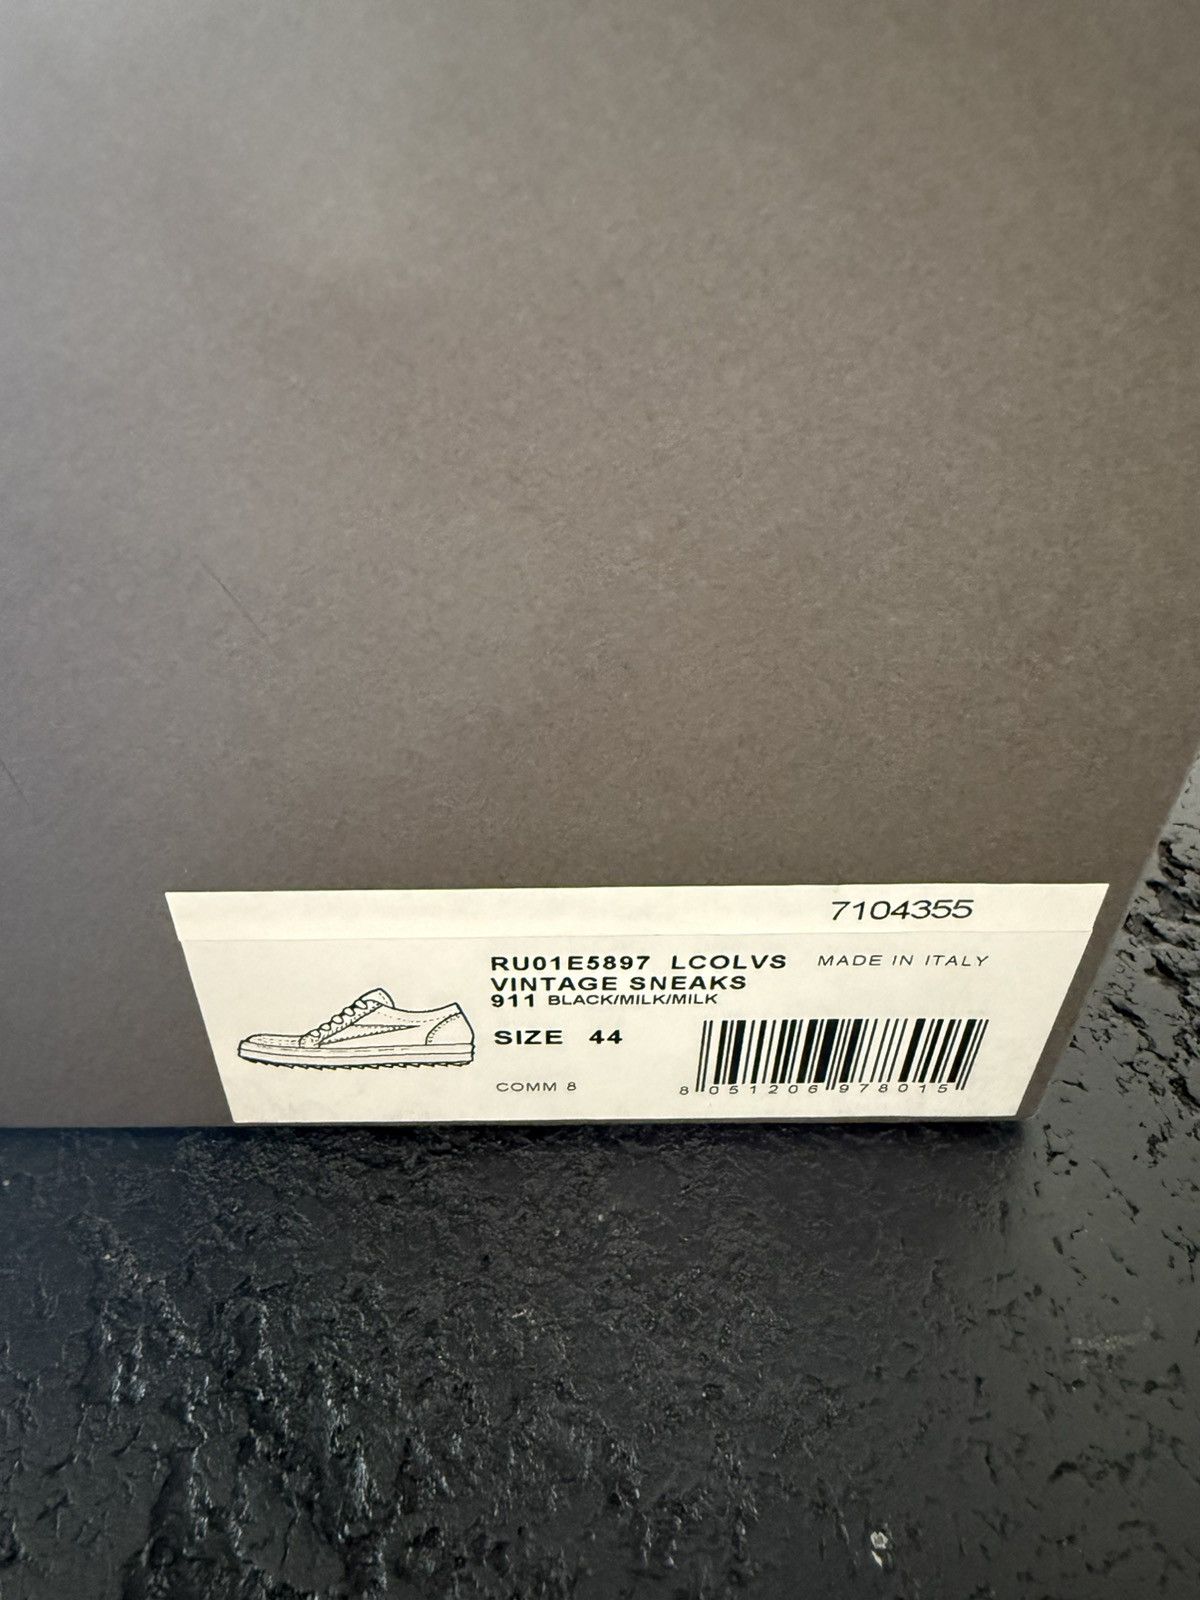 7104355
RU01E5897 LCOLVS MADE IN ITALY
VINTAGE SNEAKS
911 BLACK/MILK/MILK
SIZE 44
COMM 8
8 051206 978015